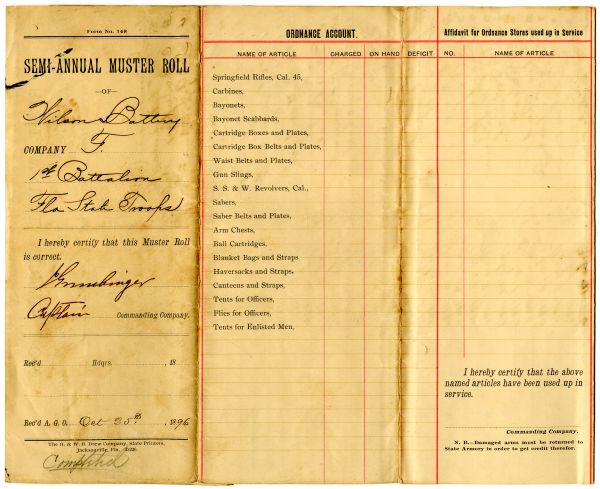 Form No. 148
SEMI-ANNUAL MUSTER ROLL
—OF—
Wilson Battery
COMPANY F.
1st Battalion
Fla State Troops
I hereby certify that this Muster Roll
is correct.
Captain Commanding Company.
Rec'd Hdqrs. , 18
Rec'd A. G. O. Oct 25th 1896
The H. & W. B. Drew Company, State Printers,
Jacksonville, Fla.
Completed
ORDNANCE ACCOUNT.
NAME OF ARTICLE CHARGED ON HAND DEFICIT
Springfield Rifles, Cal. 45,
Carbines,
Bayonets,
Bayonet Scabbards,
Cartridge Boxes and Plates,
Cartridge Box Belts and Plates,
Waist Belts and Plates,
Gun Slings,
S. S. & W. Revolvers, Cal.,
Sabers,
Saber Belts and Plates,
Arm Chests,
Ball Cartridges,
Blanket Bags and Straps
Haversacks and Straps
Canteens and Straps,
Tents for Officers,
Flies for Officers,
Tents for Enlisted Men,
Affidavit for Ordnance Stores used up in Service
NO. NAME OF ARTICLE
I hereby certify that the above
named articles have been used up in
service.
Commanding Company.
N. B.—Damaged arms must be returned to
State Armory in order to get credit therefor.